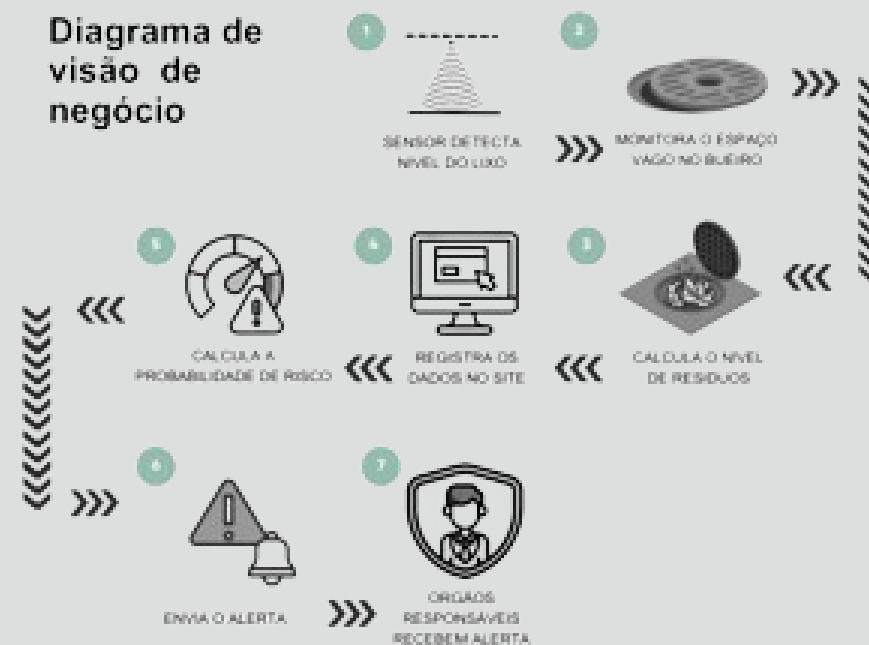 Diagrama de
visão de
negócio
1
SENSOR DETECTA
NIVEL DO LIXO
2
MONITORA O ESPAÇO
VAGO NO BUEIRO
3
CALCULA O NIVEL
DE RESIDUOS
4
REGISTRA OS
DADOS NO SITE
5
CALCULA A
PROBABILIDADE DE RISCO
6
ENVIA O ALERTA
7
ORGÃOS
RESPONSÁVEIS
RECEBEM ALERTA